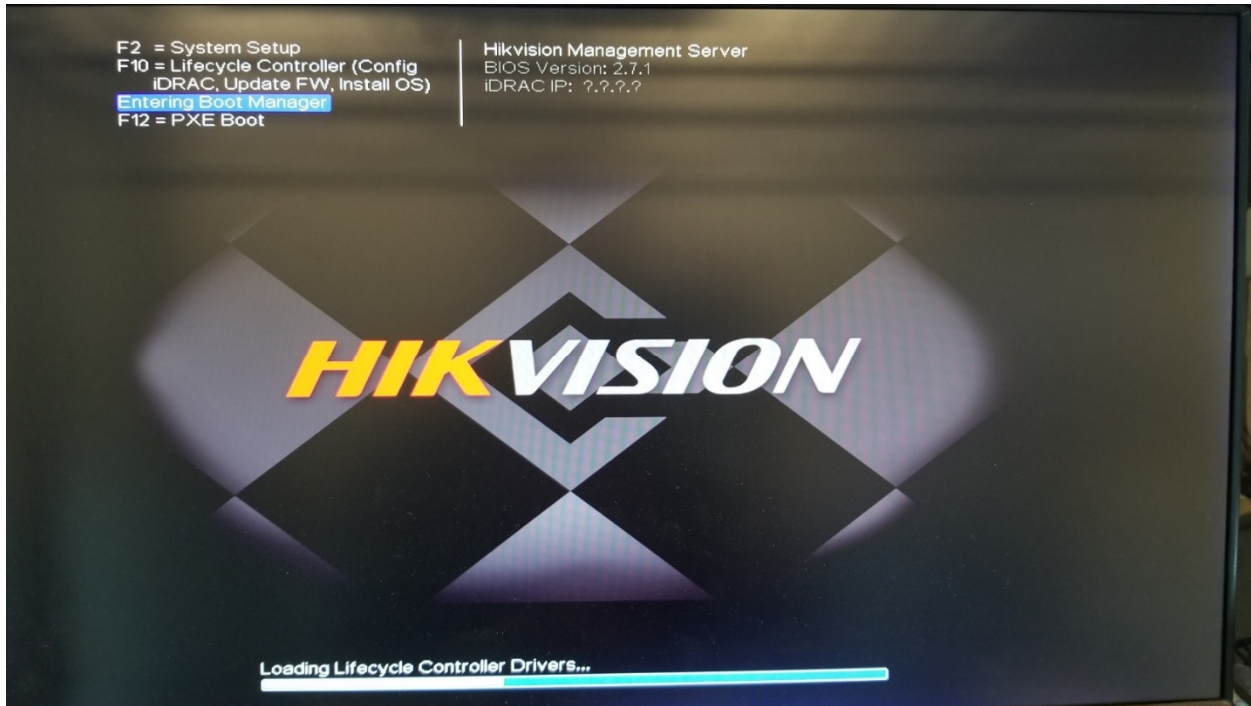 F2 = System Setup
F10 = Lifecycle Controller (Config
iDRAC, Update FW, Install OS)
Entering Boot Manager
F12 = PXE Boot
Hikvision Management Server
BIOS Version: 2.7.1
iDRAC IP: ?.?.?.?
HIKVISION
Loading Lifecycle Controller Drivers...